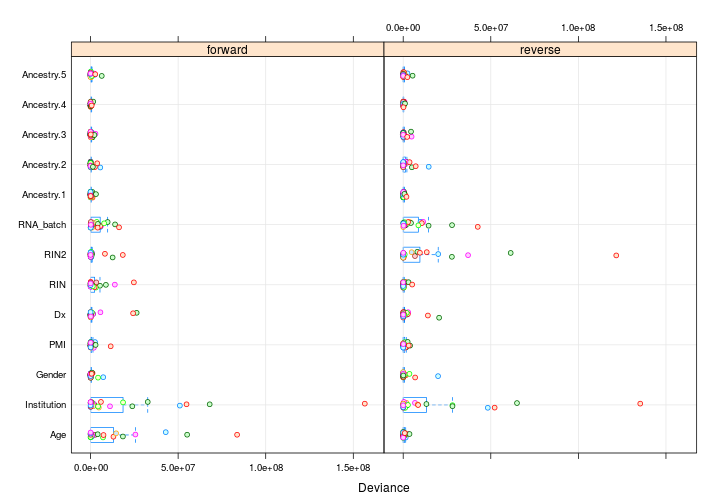 0.0e+00 5.0e+07 1.0e+08 1.5e+08
forward reverse
Ancestry.5
Ancestry.4
Ancestry.3
Ancestry.2
Ancestry.1
RNA_batch
RIN2
RIN
Dx
PMI
Gender
Institution
Age
0.0e+00 5.0e+07 1.0e+08 1.5e+08
Deviance